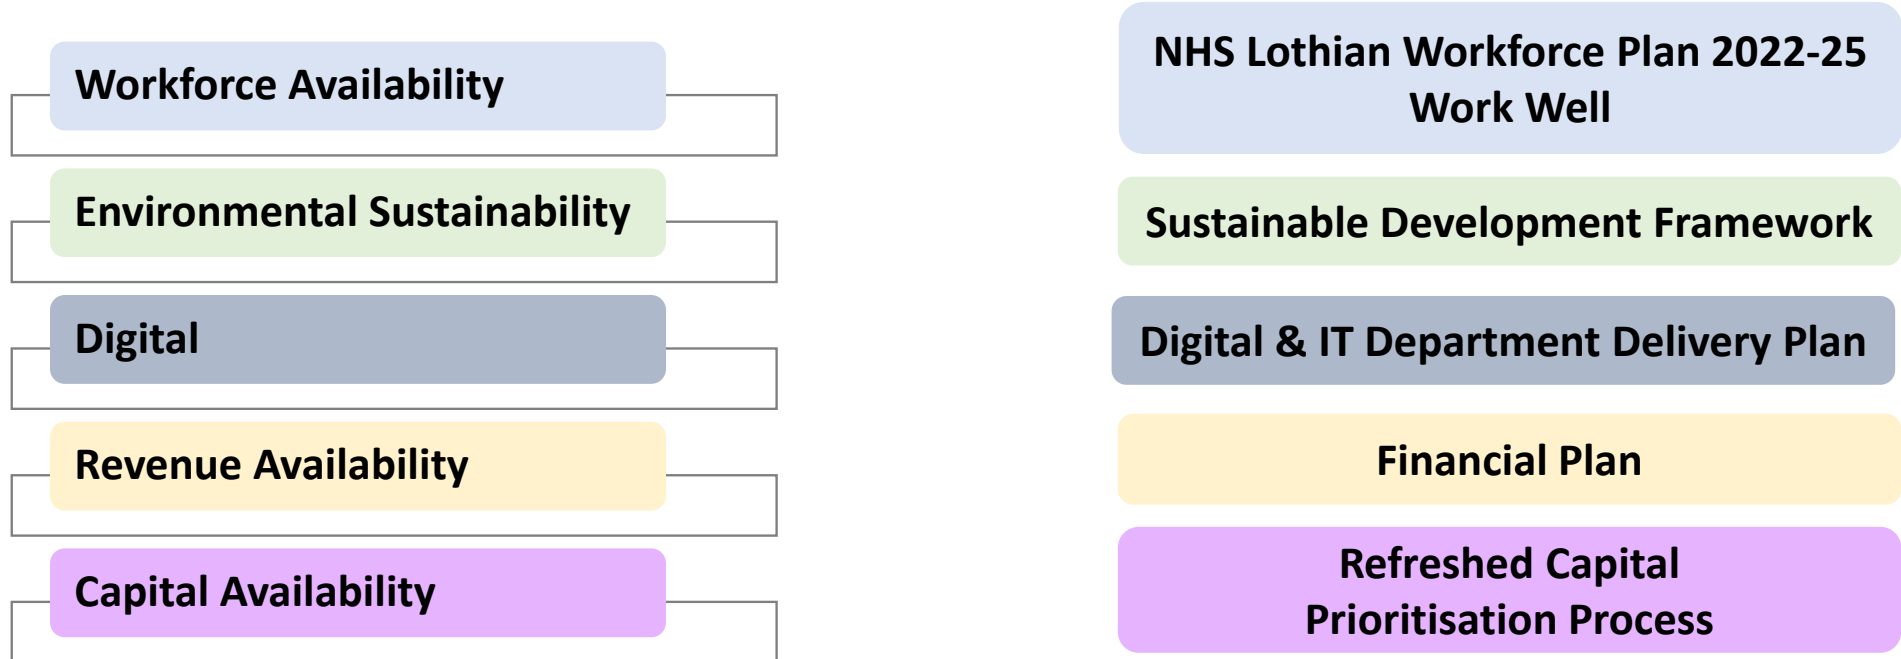 Workforce Availability
NHS Lothian Workforce Plan 2022-25
Work Well
Environmental Sustainability
Sustainable Development Framework
Digital
Digital & IT Department Delivery Plan
Revenue Availability
Financial Plan
Capital Availability
Refreshed Capital
Prioritisation Process